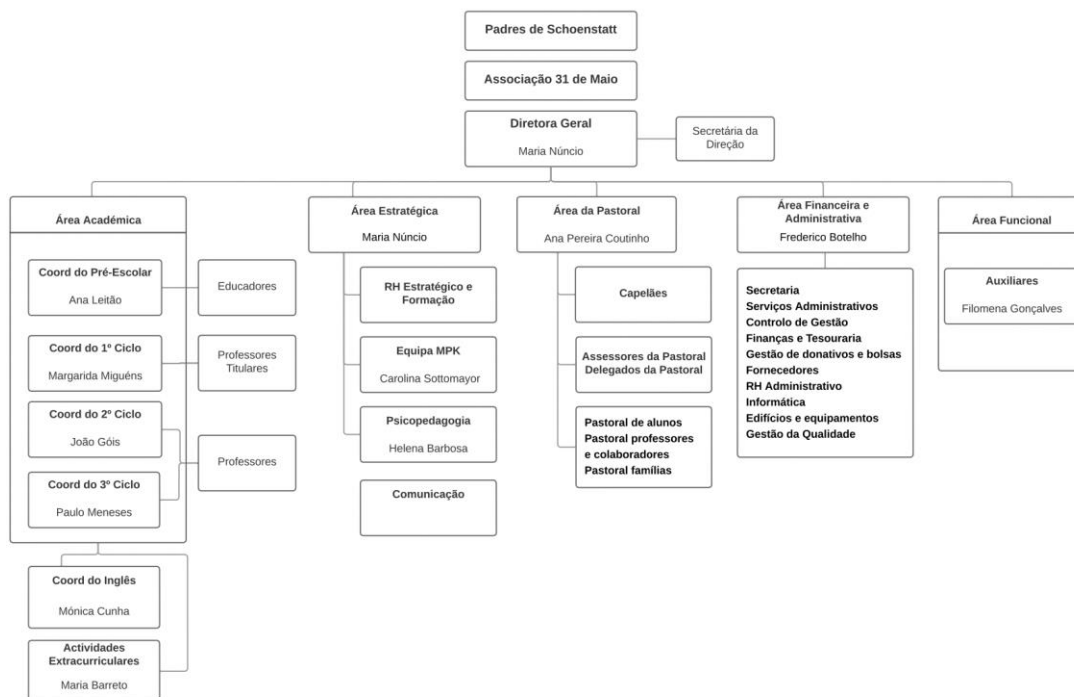 Padres de Schoenstatt
Associação 31 de Maio
Diretora Geral
Maria Núncio
Secretária da
Direção
Área Académica
Coord do Pré-Escolar
Ana Leitão
Educadores
Coord do 1º Ciclo
Margarida Miguéns
Professores
Titulares
Coord do 2º Ciclo
João Góis
Professores
Coord do 3º Ciclo
Paulo Meneses
Coord do Inglês
Mónica Cunha
Actividades
Extracurriculares
Maria Barreto
Área Estratégica
Maria Núncio
RH Estratégico e
Formação
Equipa MPK
Carolina Sottomayor
Psicopedagogia
Helena Barbosa
Comunicação
Área da Pastoral
Ana Pereira Coutinho
Capelães
Assessores da Pastoral
Delegados da Pastoral
Pastoral de alunos
Pastoral professores
e colaboradores
Pastoral famílias
Área Financeira e
Administrativa
Frederico Botelho
Secretaria
Serviços Administrativos
Controlo de Gestão
Finanças e Tesouraria
Gestão de donativos e bolsas
Fornecedores
RH Administrativo
Informática
Edifícios e equipamentos
Gestão da Qualidade
Área Funcional
Auxiliares
Filomena Gonçalves